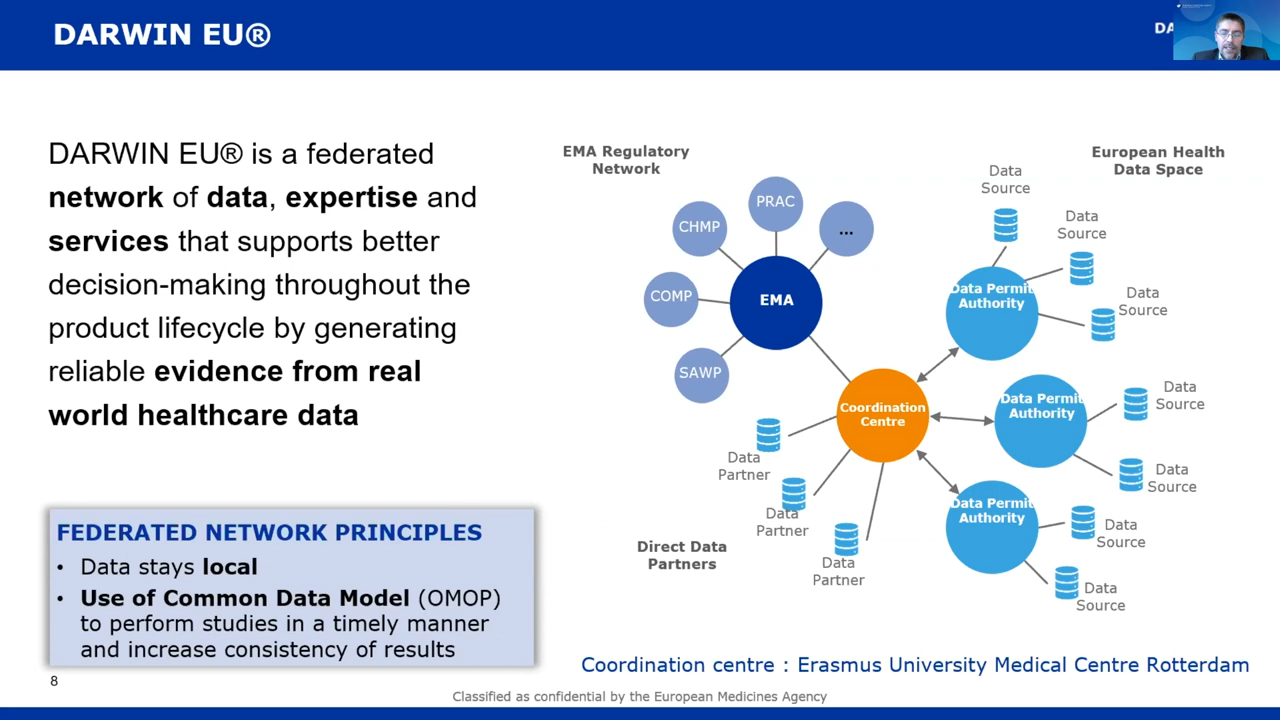 DARWIN EU®
DARWIN EU® is a federated
network of data, expertise and
services that supports better
decision-making throughout the
product lifecycle by generating
reliable evidence from real
world healthcare data
FEDERATED NETWORK PRINCIPLES
• Data stays local
• Use of Common Data Model (OMOP)
to perform studies in a timely manner
and increase consistency of results
EMA Regulatory
Network
PRAC
CHMP
...
COMP
EMA
SAWP
Coordination
Centre
Data
Partner
Data
Partner
Data
Partner
Direct Data
Partners
European Health
Data Space
Data
Source
Data
Source
Data
Source
Data Permit
Authority
Data Permit
Authority
Data
Source
Data
Source
Data Permit
Authority
Data
Source
Data
Source
Coordination centre : Erasmus University Medical Centre Rotterdam
8
Classified as confidential by the European Medicines Agency